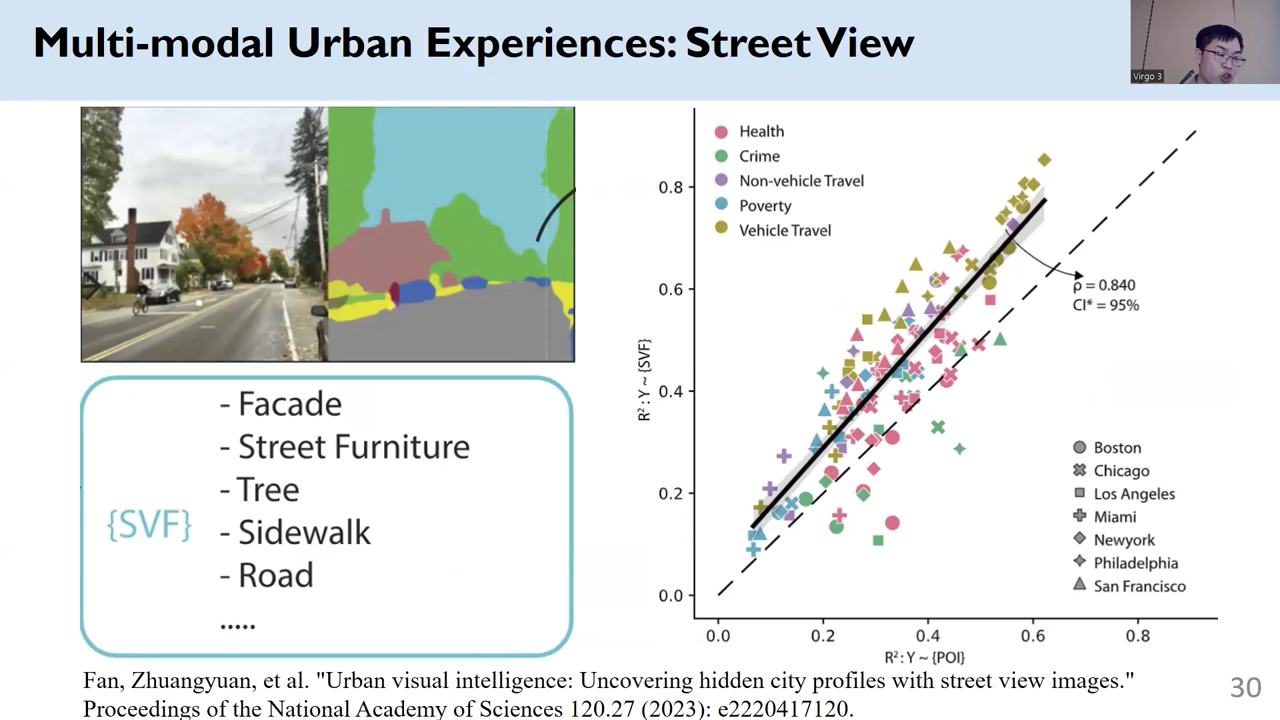 Multi-modal Urban Experiences: Street View
Virgo 3
{SVF}
- Facade
- Street Furniture
- Tree
- Sidewalk
- Road
.....
Health
Crime
Non-vehicle Travel
Poverty
Vehicle Travel
ρ = 0.840
CI* = 95%
Boston
Chicago
Los Angeles
Miami
Newyork
Philadelphia
San Francisco
R²: Y ~ {SVF}
0.8
0.6
0.4
0.2
0.0
0.0 0.2 0.4 0.6 0.8
R²: Y ~ {POI}
Fan, Zhuangyuan, et al. "Urban visual intelligence: Uncovering hidden city profiles with street view images."
Proceedings of the National Academy of Sciences 120.27 (2023): e2220417120.
30